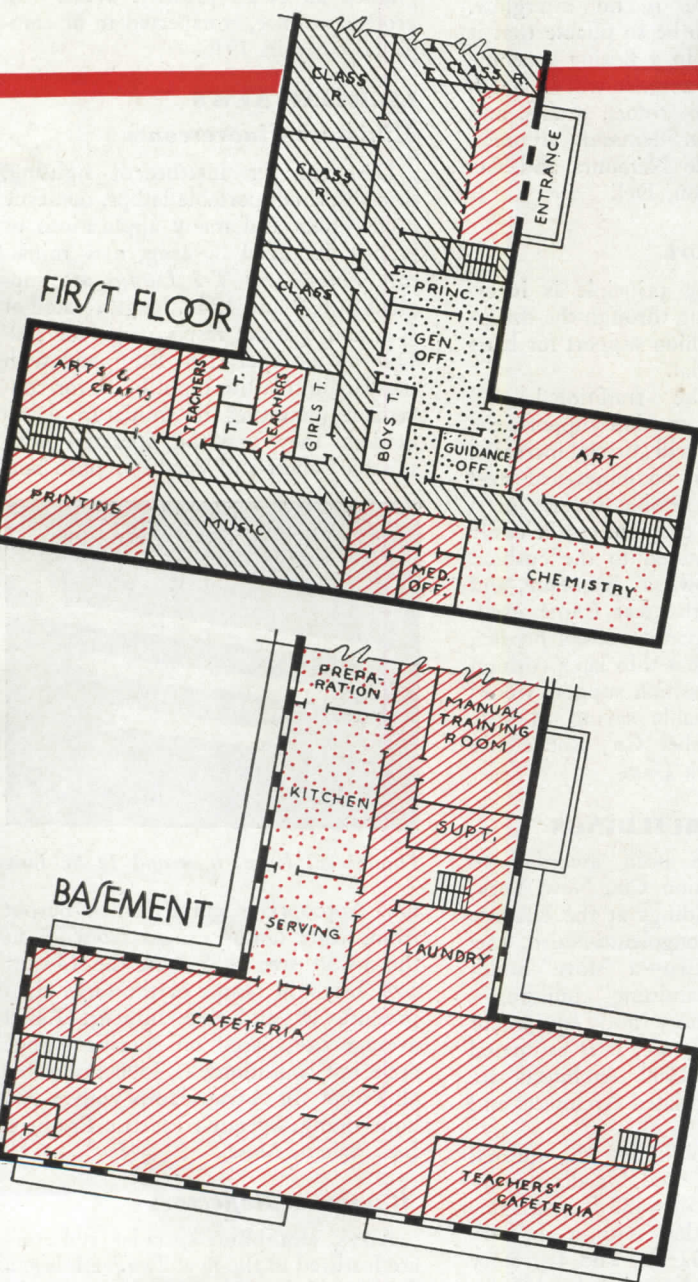 CLASS
R.
CLASS R.
CLASS
R.
ENTRANCE
CLASS
R.
PRINC.
GEN.
OFF.
FIRST FLOOR
ARTS &
CRAFTS
TEACHERS
T.
T.
TEACHERS
GIRLS T.
BOYS T.
GUIDANCE
OFF.
ART
PRINTING
MUSIC
MED.
OFF.
CHEMISTRY
PREPA-
RATION
MANUAL
TRAINING
ROOM
KITCHEN
SUPT.
BASEMENT
SERVING
LAUNDRY
T
CAFETERIA
T
TEACHERS'
CAFETERIA